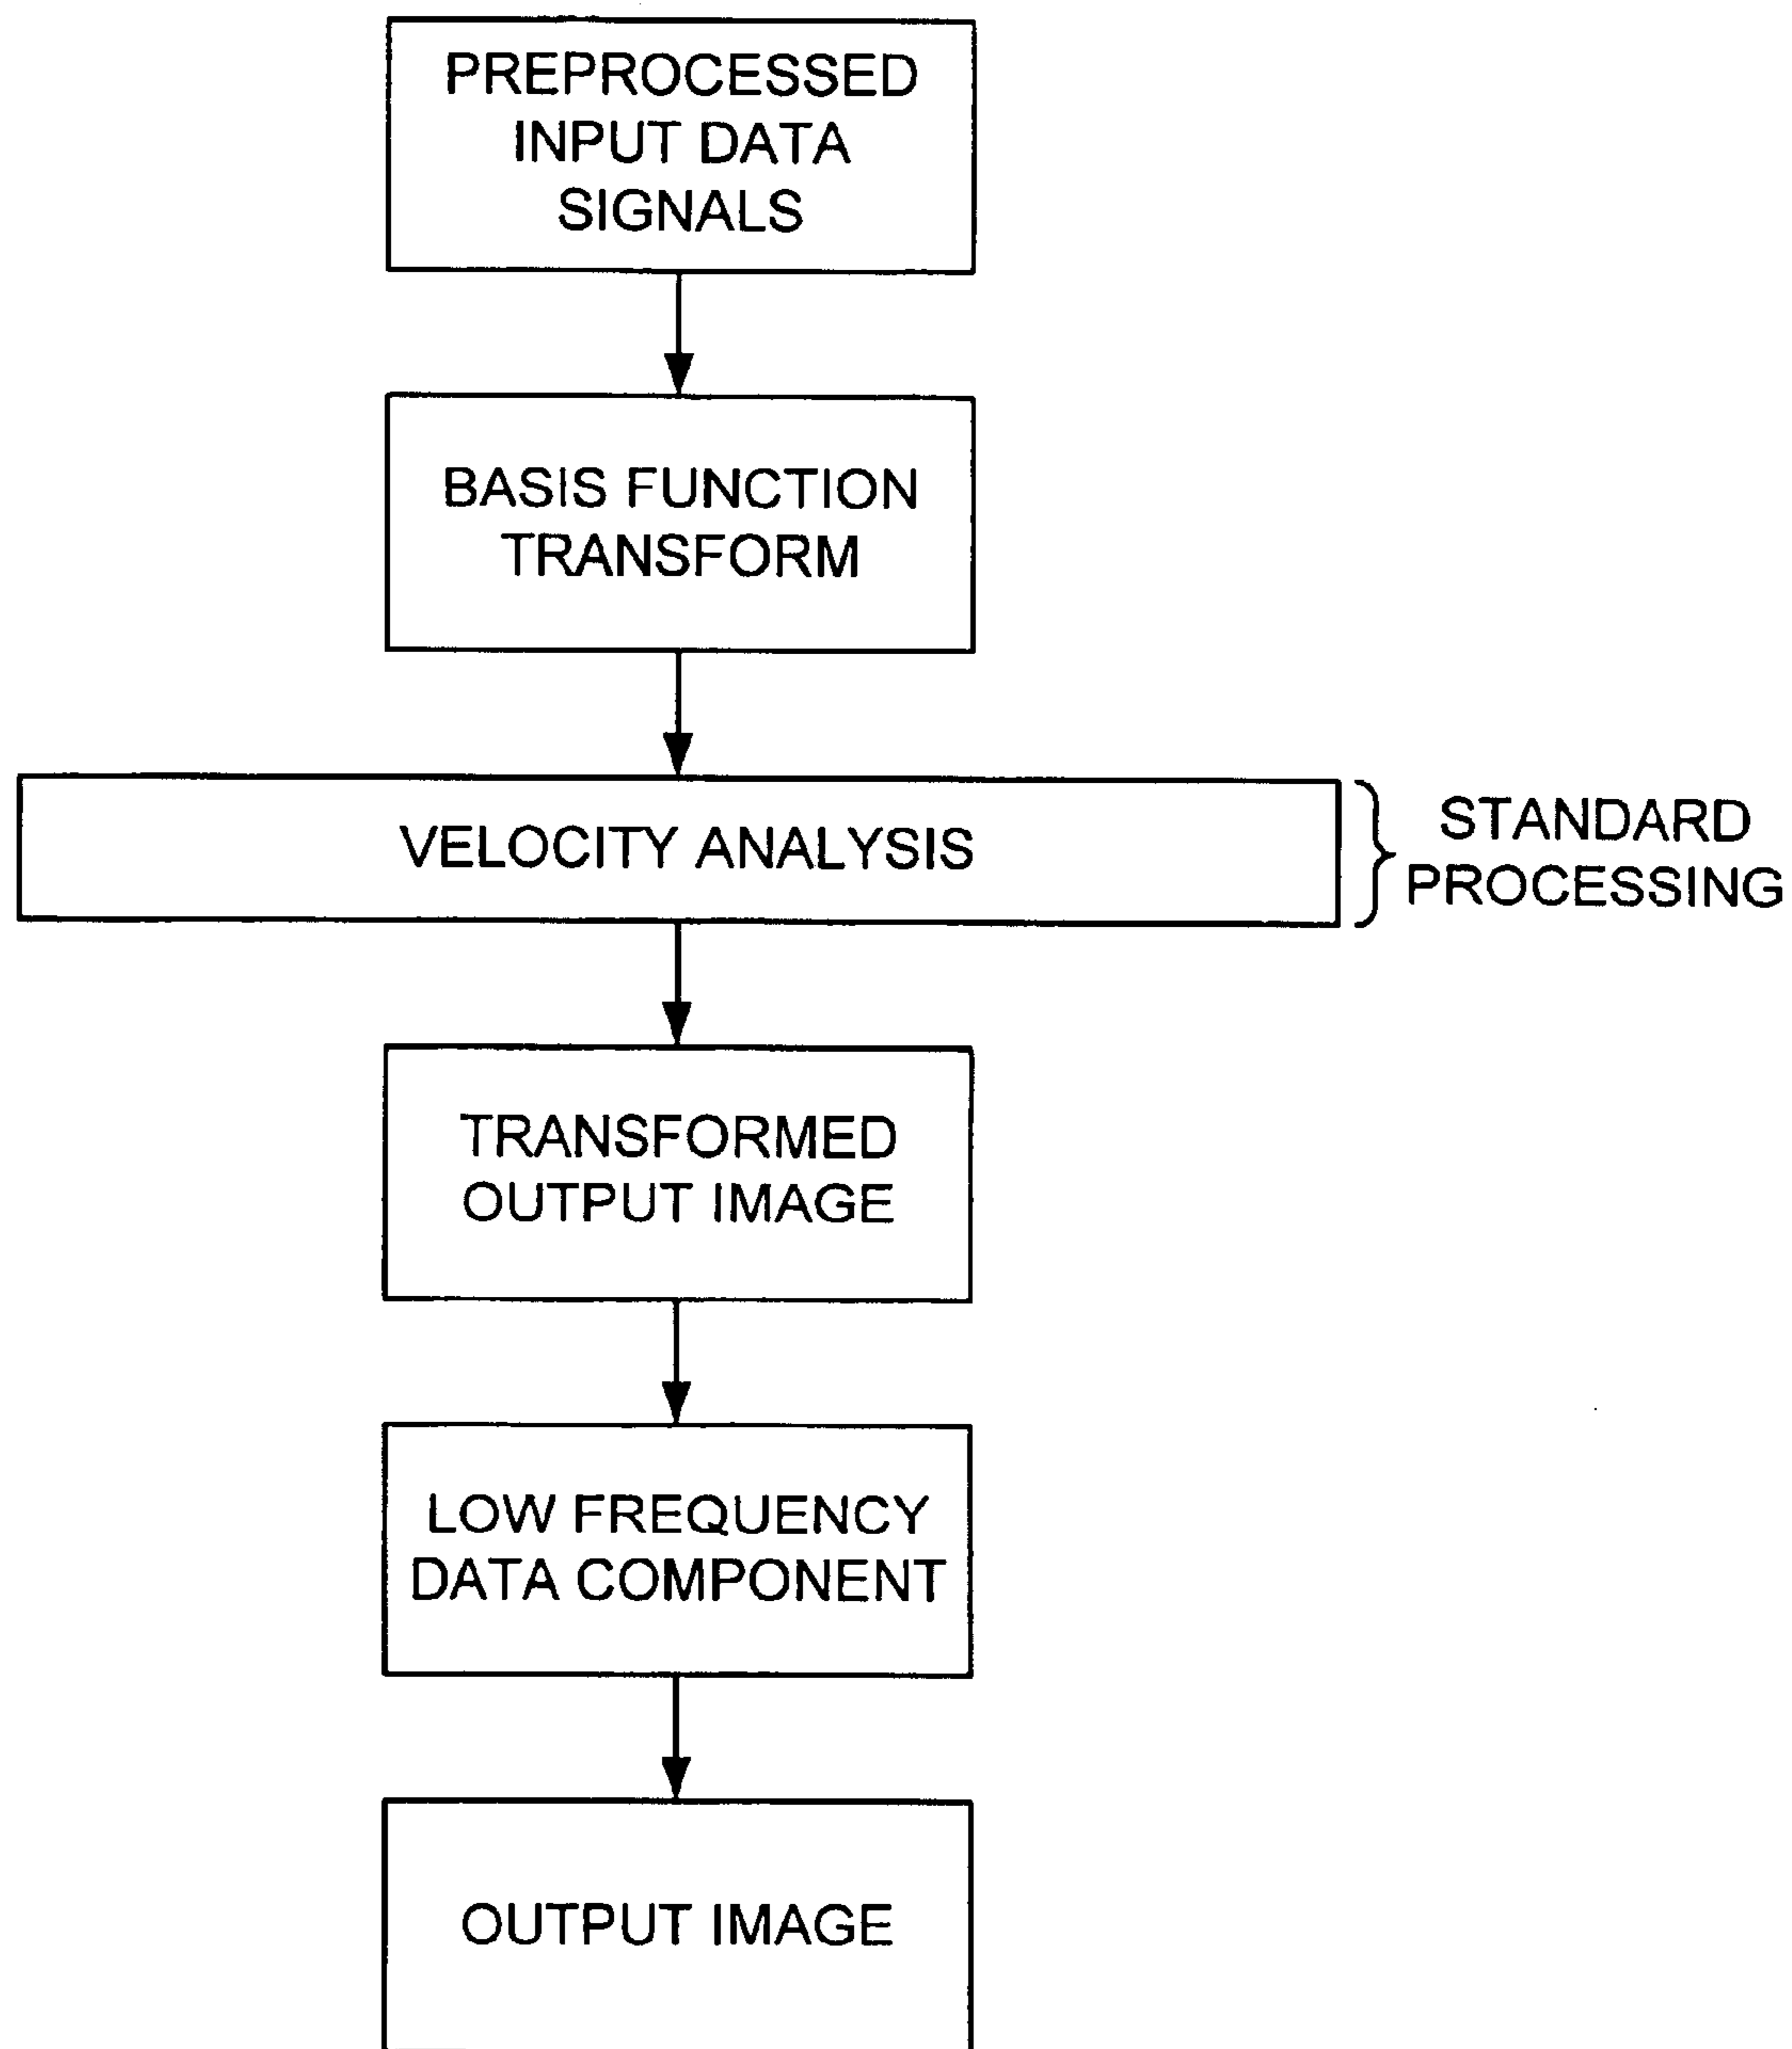 PREPROCESSED
INPUT DATA
SIGNALS
BASIS FUNCTION
TRANSFORM
VELOCITY ANALYSIS
STANDARD
PROCESSING
TRANSFORMED
OUTPUT IMAGE
LOW FREQUENCY
DATA COMPONENT
OUTPUT IMAGE